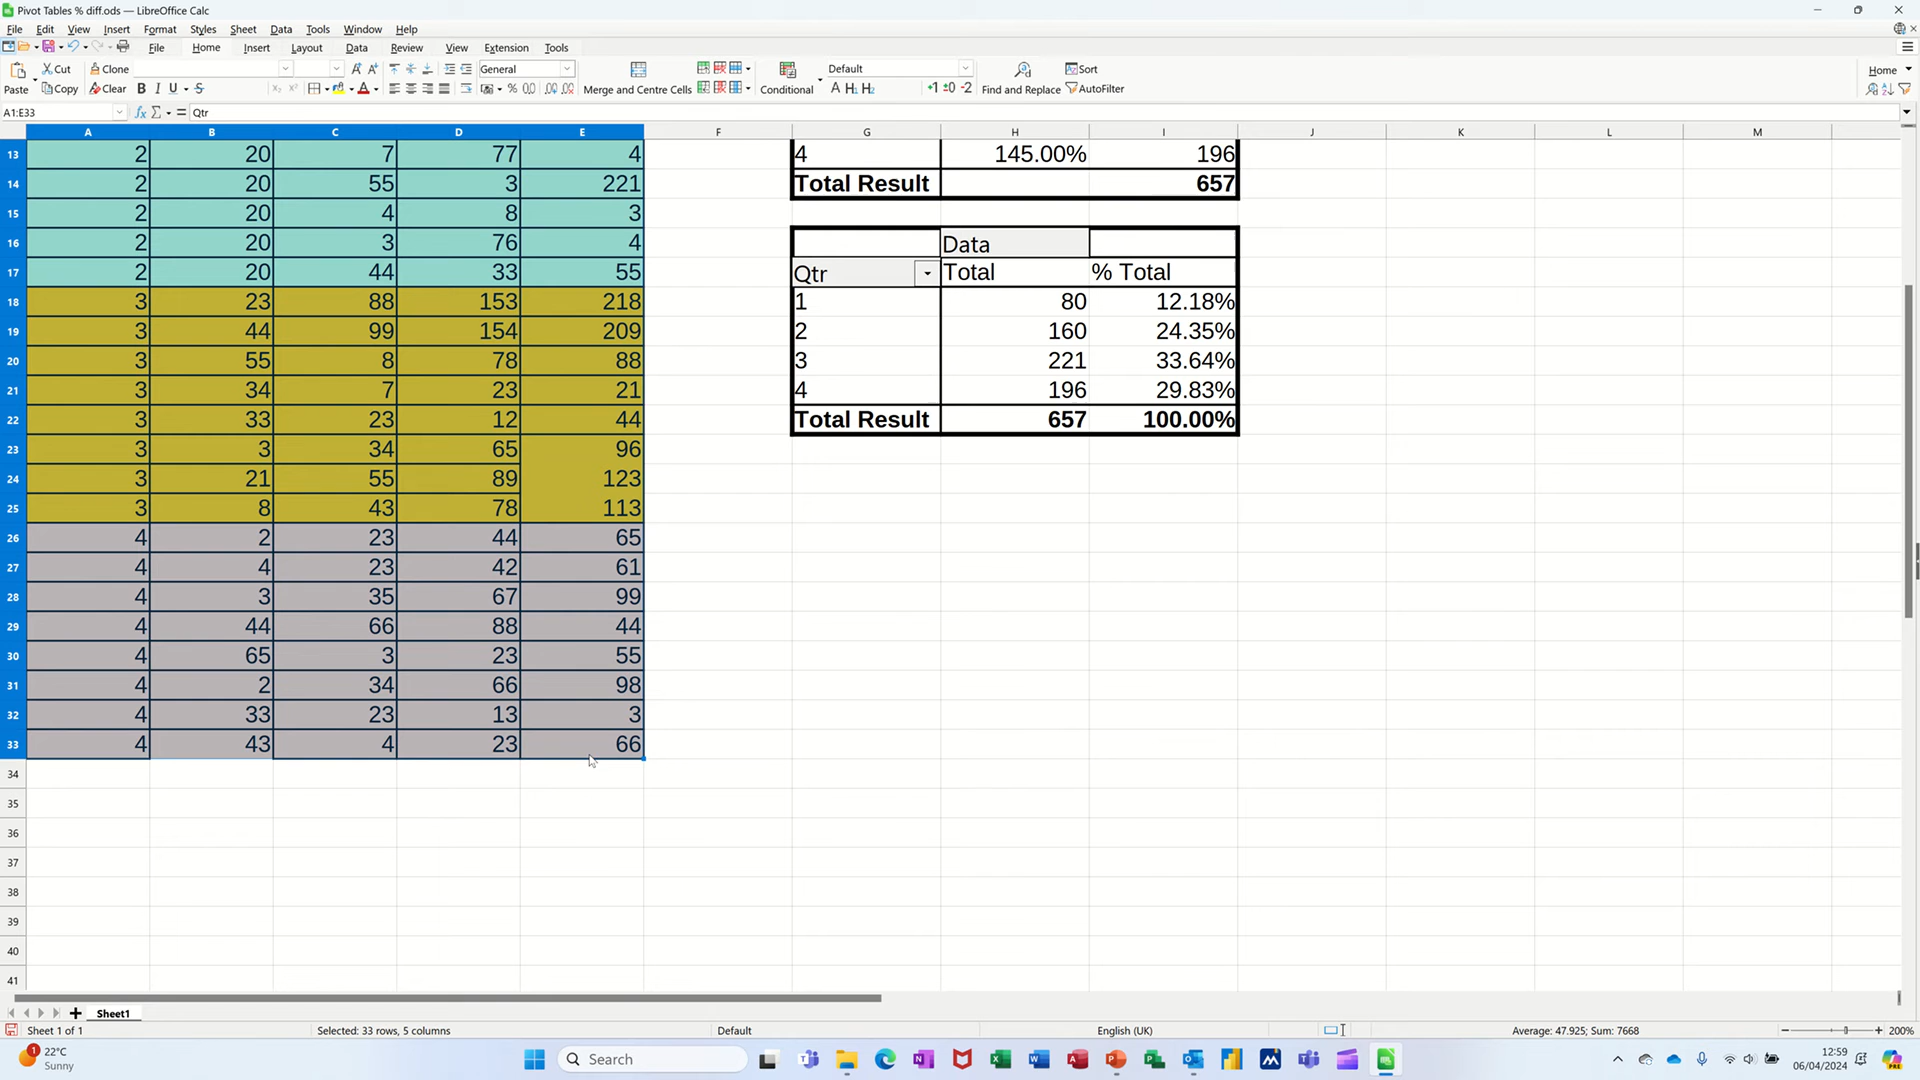 Pivot Tables % diff.ods — LibreOffice Calc
File Edit View Insert Format Styles Sheet Data Tools Window Help
File Home Insert Layout Data Review View Extension Tools
Paste Cut Copy Clone Clear General Merge and Centre Cells Conditional Default Find and Replace Sort AutoFilter Home
A1:E33 Qtr
A B C D E F G H I J K L M
13 2 20 7 77 4 4 145.00% 196
14 2 20 55 3 221 Total Result 657
15 2 20 4 8 3
16 2 20 3 76 4 Data
17 2 20 44 33 55 Qtr Total % Total
18 3 23 88 153 218 1 80 12.18%
19 3 44 99 154 209 2 160 24.35%
20 3 55 8 78 88 3 221 33.64%
21 3 34 7 23 21 4 196 29.83%
22 3 33 23 12 44 Total Result 657 100.00%
23 3 3 34 65 96
24 3 21 55 89 123
25 3 8 43 78 113
26 4 2 23 44 65
27 4 4 23 42 61
28 4 3 35 67 99
29 4 44 66 88 44
30 4 65 3 23 55
31 4 2 34 66 98
32 4 33 23 13 3
33 4 43 4 23 66
34
35
36
37
38
39
40
41
Sheet1
Sheet 1 of 1 Selected: 33 rows, 5 columns Default English (UK) Average: 47.925; Sum: 7668 200%
1 22°C Sunny Search 12:59 06/04/2024